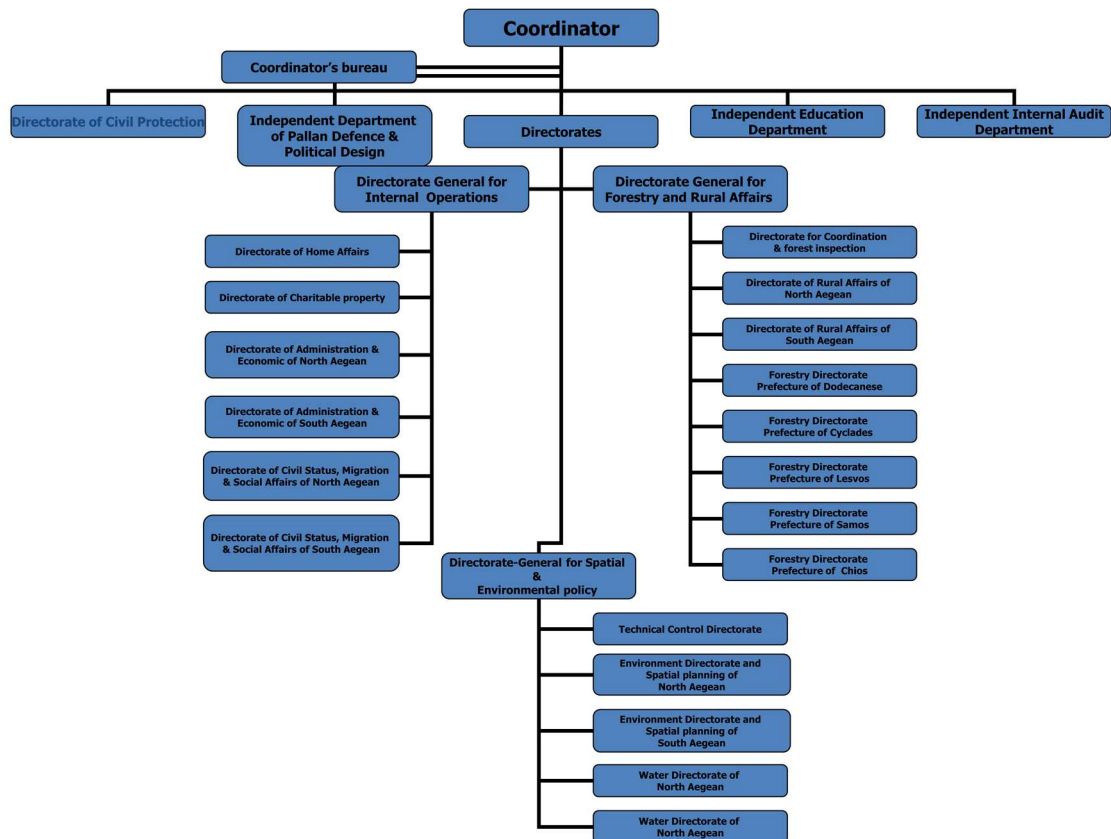 Coordinator
Coordinator's bureau
Directorate of Civil Protection
Independent Department
of Pallan Defence &
Political Design
Directorates
Independent Education
Department
Independent Internal Audit
Department
Directorate General for
Internal Operations
Directorate General for
Forestry and Rural Affairs
Directorate of Home Affairs
Directorate of Charitable property
Directorate of Administration &
Economic of North Aegean
Directorate of Administration &
Economic of South Aegean
Directorate of Civil Status, Migration
& Social Affairs of North Aegean
Directorate of Civil Status, Migration
& Social Affairs of South Aegean
Directorate for Coordination
& forest inspection
Directorate of Rural Affairs of
North Aegean
Directorate of Rural Affairs of
South Aegean
Forestry Directorate
Prefecture of Dodecanese
Forestry Directorate
Prefecture of Cyclades
Forestry Directorate
Prefecture of Lesvos
Forestry Directorate
Prefecture of Samos
Forestry Directorate
Prefecture of Chios
Directorate-General for Spatial
&
Environmental policy
Technical Control Directorate
Environment Directorate and
Spatial planning of
North Aegean
Environment Directorate and
Spatial planning of
South Aegean
Water Directorate of
North Aegean
Water Directorate of
North Aegean